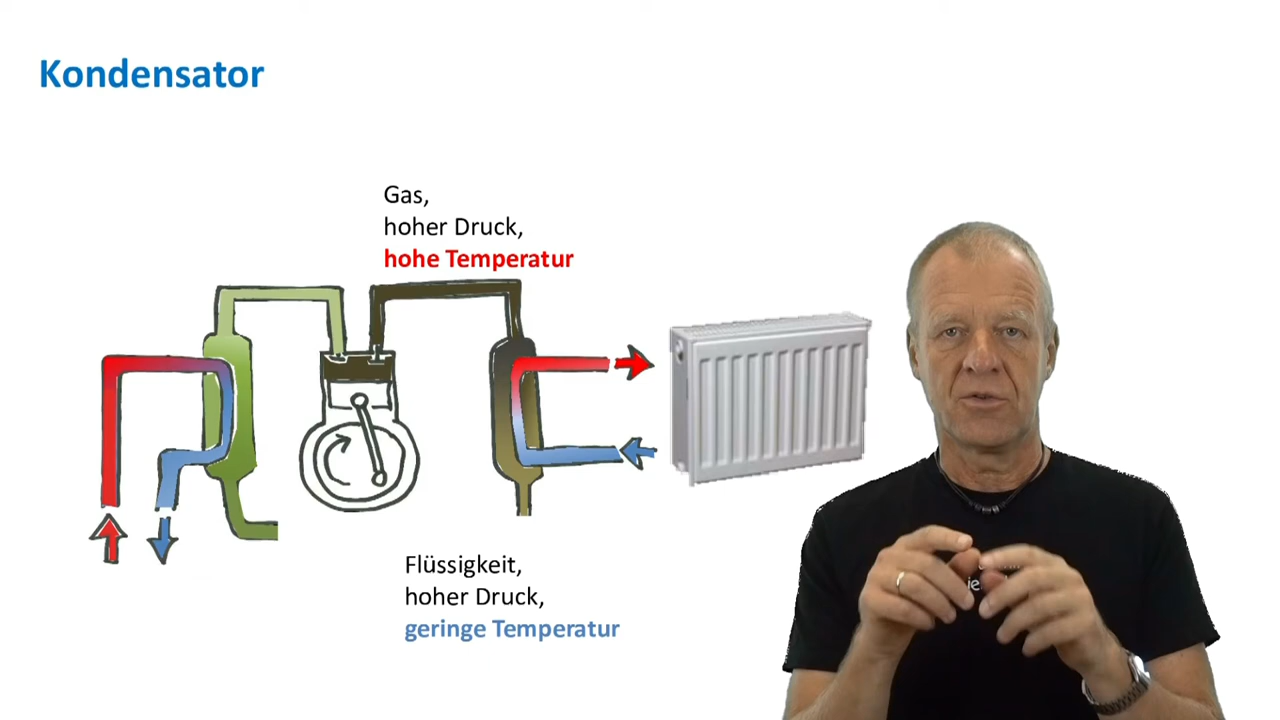 Kondensator
Gas,
hoher Druck,
hohe Temperatur
Flüssigkeit,
hoher Druck,
geringe Temperatur